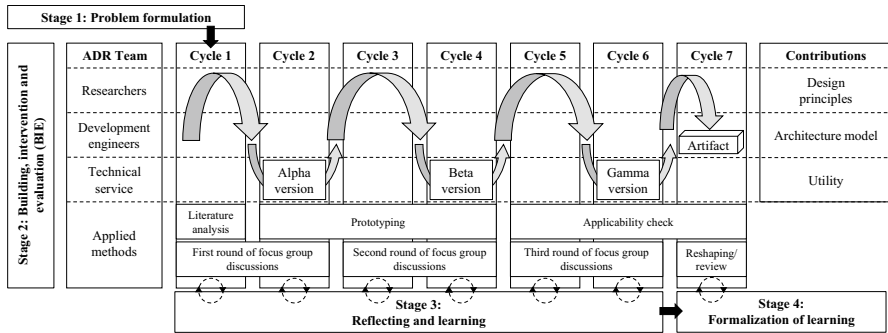 Stage 1: Problem formulation
Stage 2: Building, intervention and
evaluation (BIE)
ADR Team
Cycle 1
Cycle 2
Cycle 3
Cycle 4
Cycle 5
Cycle 6
Cycle 7
Contributions
Researchers
Design
principles
Development
engineers
Artifact
Architecture model
Technical
service
Alpha
version
Beta
version
Gamma
version
Utility
Applied
methods
Literature
analysis
Prototyping
Applicability check
First round of focus group
discussions
Second round of focus group
discussions
Third round of focus group
discussions
Reshaping/
review
Stage 3:
Reflecting and learning
Stage 4:
Formalization of learning